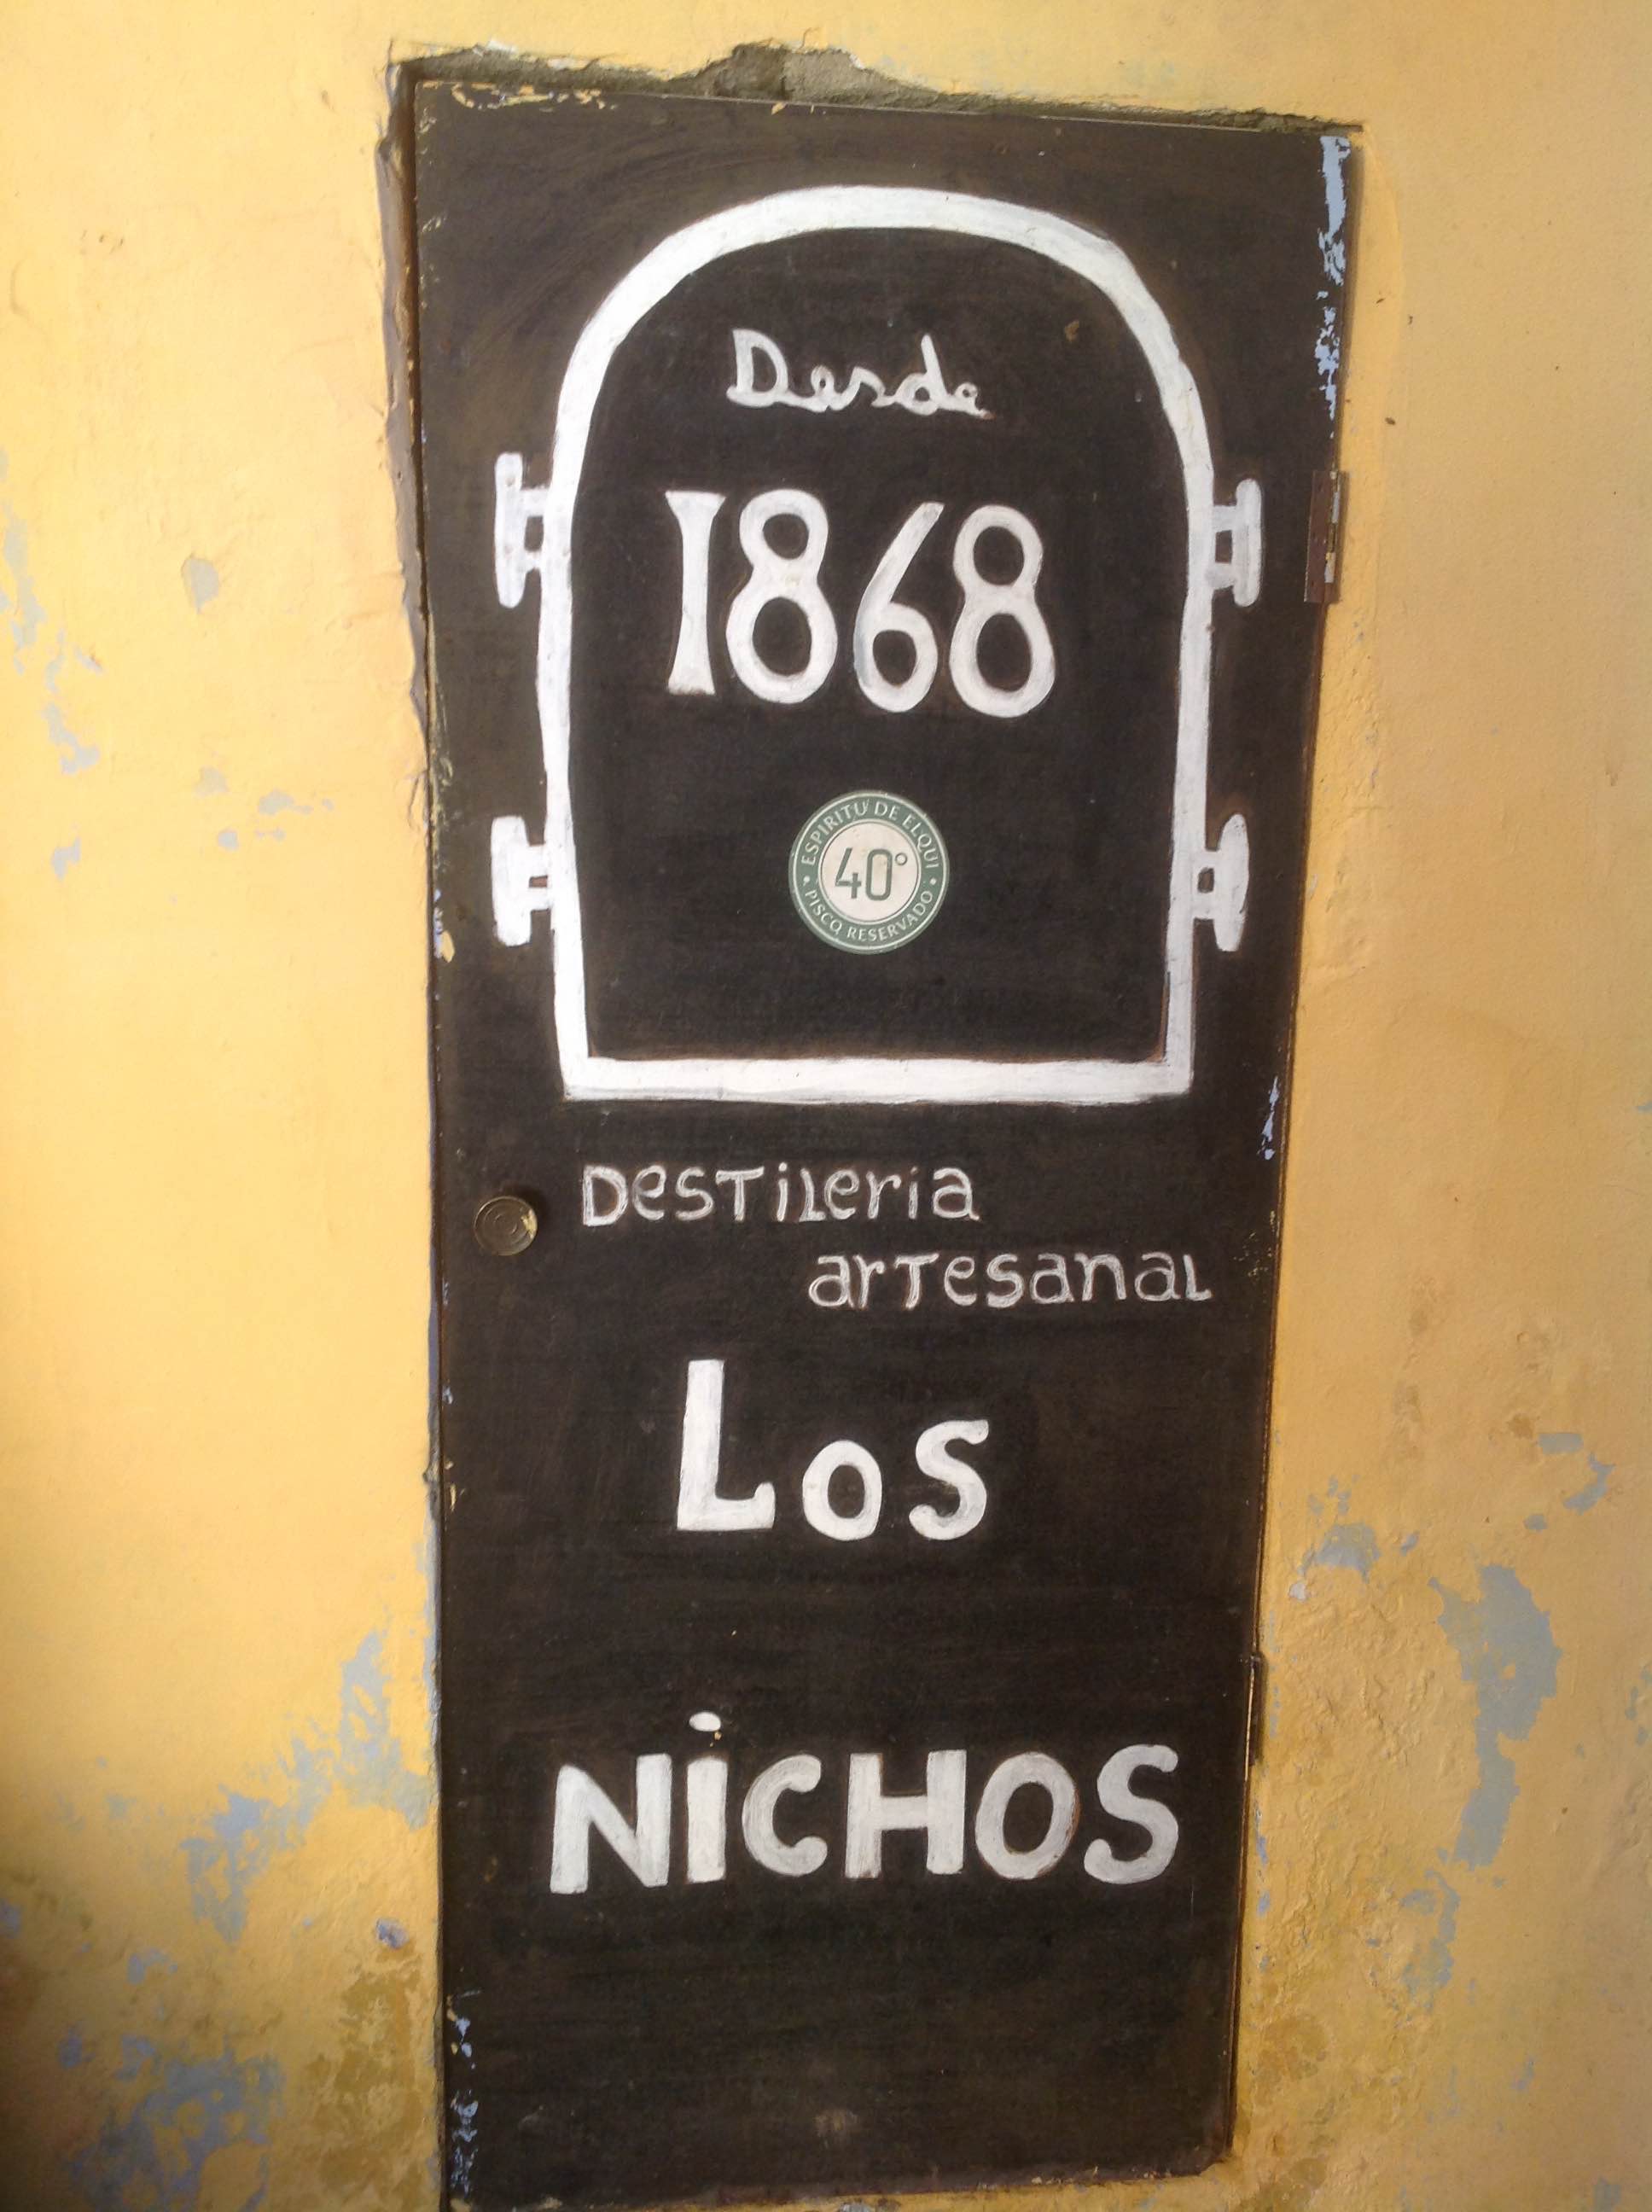 Desde
1868
ESPIRITU DE ELQUI
40°
PISCO RESERVADO
DesTiLeria
arTesanaL
Los
NiCHOS